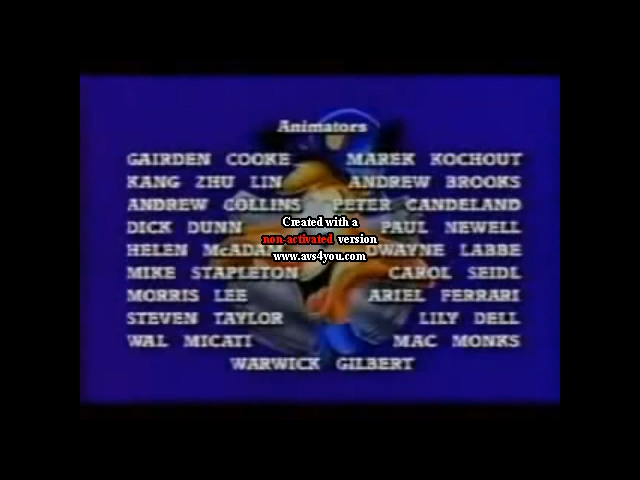 Animators
GAIRDEN COOKE MAREK KOCHOUT
KANG ZHU LIN ANDREW BROOKS
ANDREW COLLINS PETER CANDELAND
DICK DUNN PAUL NEWELL
Created with a
non-activated version
www.avs4you.com
HELEN McADAM DWAYNE LABBE
MIKE STAPLETON CAROL SEIDL
MORRIS LEE ARIEL FERRARI
STEVEN TAYLOR LILY DELL
WAL MICATI MAC MONKS
WARWICK GILBERT